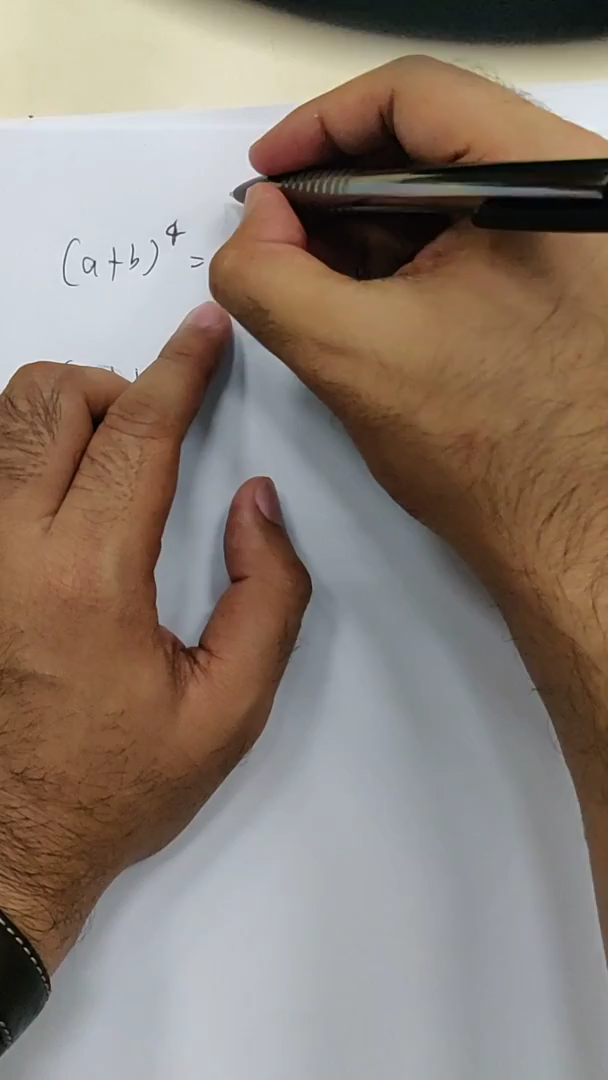 (a+b)⁴ =